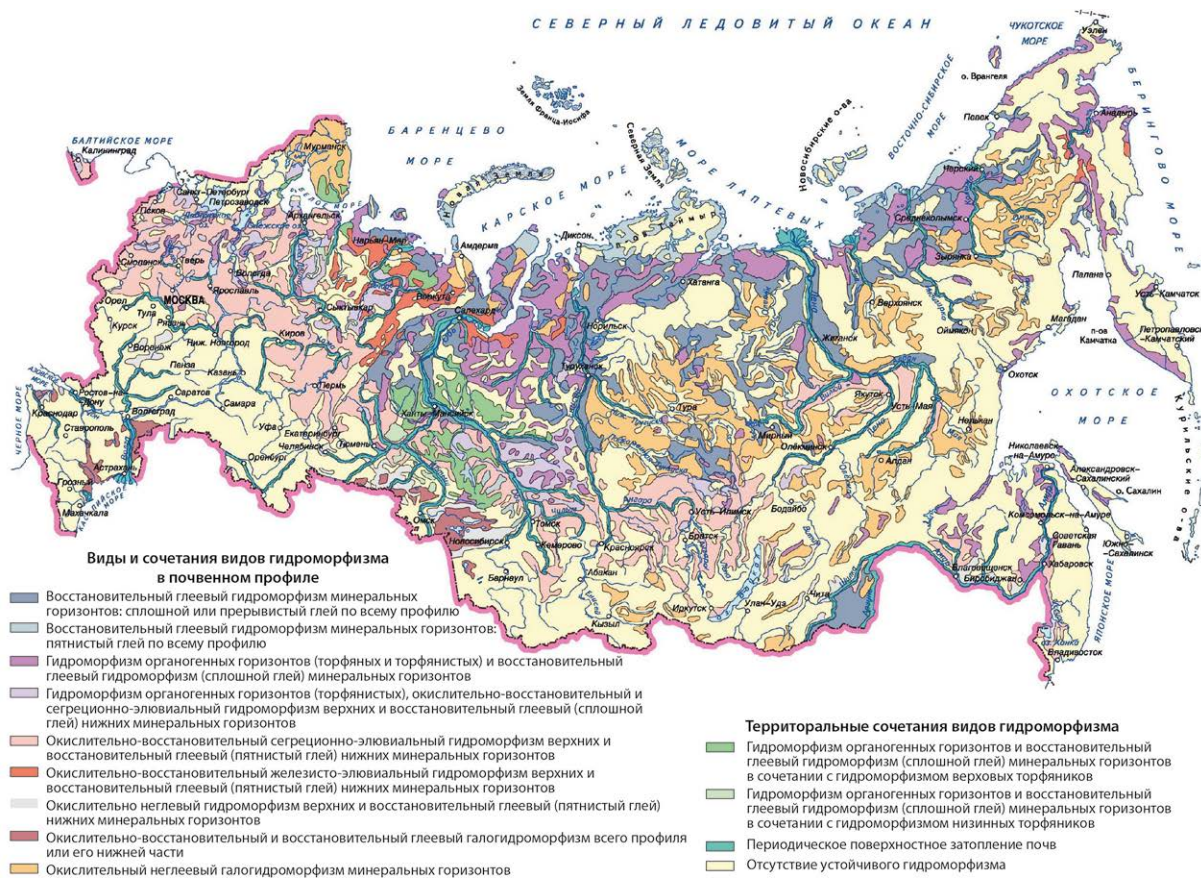 СЕВЕРНЫЙ ЛЕДОВИТЫЙ ОКЕАН
ЧУКОТСКОЕ
МОРЕ
Уэлен
о. Врангеля
БЕРИНГОВО МОРЕ
ВОСТОЧНО-СИБИРСКОЕ
МОРЕ
Земля Франца-Иосифа
Северная Земля
Новосибирские о-ва
Певек
Анадырь
БАЛТИЙСКОЕ МОРЕ
Калининград
БАРЕНЦЕВО
МОРЕ
Мурманск
Новая Земля
КАРСКОЕ МОРЕ
МОРЕ ЛАПТЕВЫХ
п-ов Таймыр
Черский
Среднеколымск
Санкт-Петербург
Петрозаводск
Псков
Архангельск
Нарьян-Мар
Амдерма
Диксон
Хатанга
Зырянка
Смоленск
Тверь
Вологда
Ярославль
Воркута
Салехард
Норильск
Верхоянск
Палана
Усть-Камчатск
МОСКВА
Орел
Тула
Рязань
Курск
Сыктывкар
Туруханск
Жиганск
Оймякон
Магадан
п-ов
Камчатка
Петропавловск-
-Камчатский
Киров
Ниж. Новгород
Воронеж
Пенза
Казань
Пермь
Ханты-Мансийск
Тура
Якутск
Усть-Мая
Охотск
ОХОТСКОЕ
МОРЕ
АЗОВСКОЕ
МОРЕ
Ростов-на-
Дону
Саратов
Самара
Мирный
Олекминск
Лена
Нелькан
ЧЕРНОЕ МОРЕ
Краснодар
Волгоград
Уфа
Екатеринбург
Тюмень
Челябинск
Алдан
Курильские о-ва
Ставрополь
Оренбург
Ангара
Усть-Илимск
Бодайбо
Николаевск-
-на-Амуре
Александровск-
-Сахалинский
о. Сахалин
Астрахань
Грозный
Махачкала
КАСПИЙСКОЕ
МОРЕ
Омск
Новосибирск
Томск
Кемерово
Красноярск
Братск
Комсомольск-на-Амуре
Советская
Гавань
Южно-
-Сахалинск
Барнаул
Абакан
Кызыл
Иркутск
Улан-Удэ
Чита
Благовещенск
Биробиджан
Хабаровск
оз. Ханка
Владивосток
ЯПОНСКОЕ МОРЕ
Виды и сочетания видов гидроморфизма
в почвенном профиле
Восстановительный глеевый гидроморфизм минеральных
горизонтов: сплошной или прерывистый глей по всему профилю
Восстановительный глеевый гидроморфизм минеральных горизонтов:
пятнистый глей по всему профилю
Гидроморфизм органогенных горизонтов (торфяных и торфянистых) и восстановительный
глеевый гидроморфизм (сплошной глей) минеральных горизонтов
Гидроморфизм органогенных горизонтов (торфянистых), окислительно-восстановительный и
сегреционно-элювиальный гидроморфизм верхних и восстановительный глеевый (сплошной
глей) нижних минеральных горизонтов
Окислительно-восстановительный сегреционно-элювиальный гидроморфизм верхних и
восстановительный глеевый (пятнистый глей) нижних минеральных горизонтов
Окислительно-восстановительный железисто-элювиальный гидроморфизм верхних и
восстановительный глеевый (пятнистый глей) нижних минеральных горизонтов
Окислительно неглевый гидроморфизм верхних и восстановительный глеевый (пятнистый глей)
нижних минеральных горизонтов
Окислительно-восстановительный и восстановительный глеевый галогидроморфизм всего профиля
или его нижней части
Окислительный неглеевый галогидроморфизм минеральных горизонтов
Территоральные сочетания видов гидроморфизма
Гидроморфизм органогенных горизонтов и восстановительный
глеевый гидроморфизм (сплошной глей) минеральных горизонтов
в сочетании с гидроморфизмом верховых торфяников
Гидроморфизм органогенных горизонтов и восстановительный
глеевый гидроморфизм (сплошной глей) минеральных горизонтов
в сочетании с гидроморфизмом низинных торфяников
Периодическое поверхностное затопление почв
Отсутствие устойчивого гидроморфизма